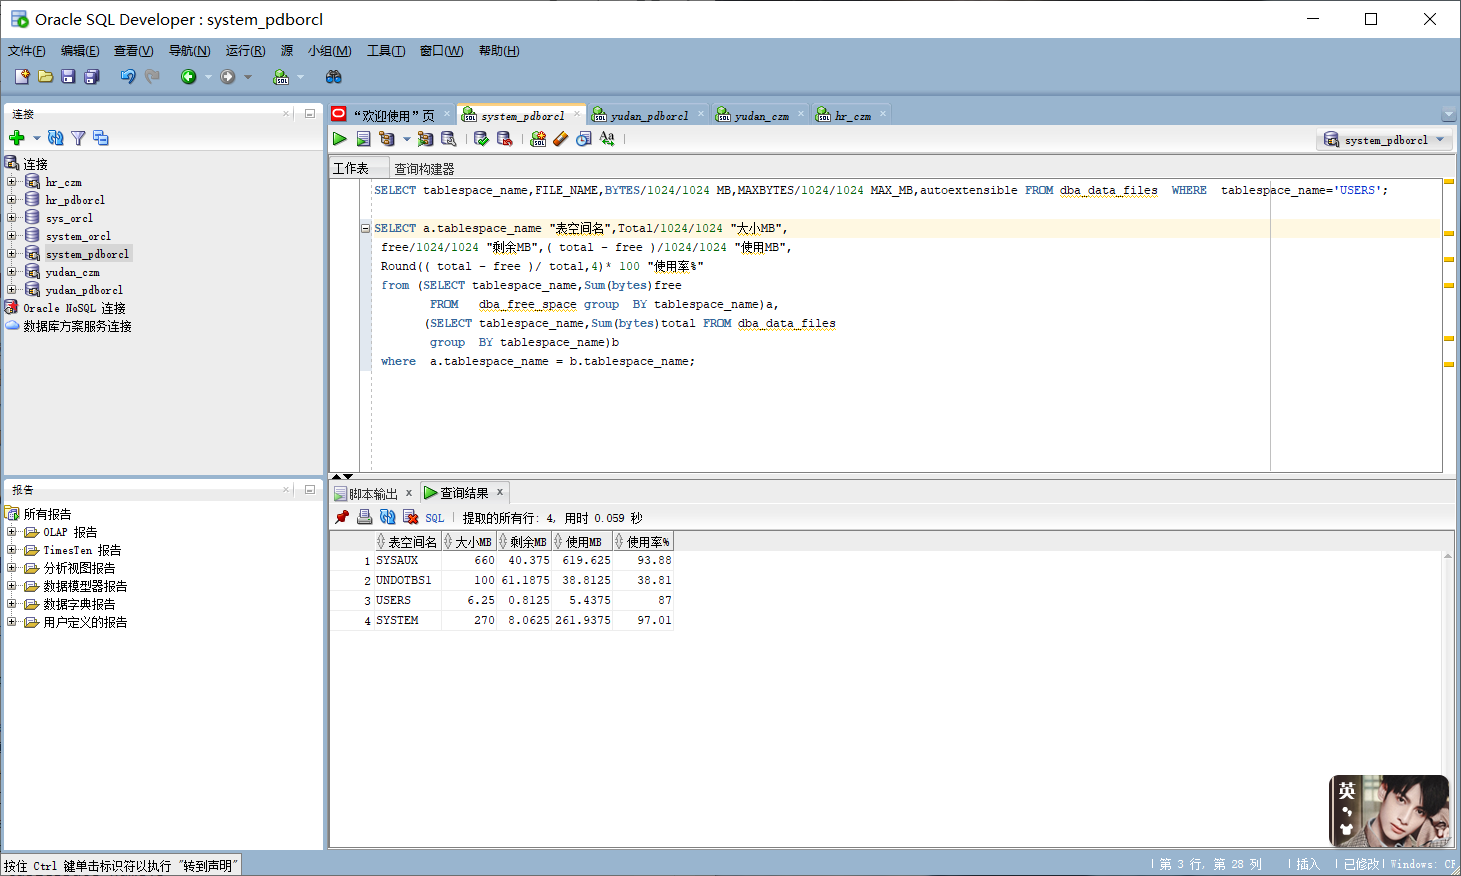 Oracle SQL Developer : system_pdborcl
文件(F) 编辑(E) 查看(V) 导航(N) 运行(R) 源 小组(M) 工具(T) 窗口(W) 帮助(H)
连接
连接
hr_czm
hr_pdborcl
sys_orcl
system_orcl
system_pdborcl
yudan_czm
yudan_pdborcl
Oracle NoSQL 连接
数据库方案服务连接
报告
所有报告
OLAP 报告
TimesTen 报告
分析视图报告
数据模型器报告
数据字典报告
用户定义的报告
“欢迎使用”页 system_pdborcl yudan_pdborcl yudan_czm hr_czm
system_pdborcl
工作表 查询构建器
SELECT tablespace_name,FILE_NAME,BYTES/1024/1024 MB,MAXBYTES/1024/1024 MAX_MB,autoextensible FROM dba_data_files  WHERE  tablespace_name='USERS';
SELECT a.tablespace_name "表空间名",Total/1024/1024 "大小MB",
free/1024/1024 "剩余MB",( total - free )/1024/1024 "使用MB",
Round(( total - free )/ total,4)* 100 "使用率%"
from (SELECT tablespace_name,Sum(bytes)free
FROM   dba_free_space group  BY tablespace_name)a,
(SELECT tablespace_name,Sum(bytes)total FROM dba_data_files
group  BY tablespace_name)b
where  a.tablespace_name = b.tablespace_name;
脚本输出 x 查询结果 x
SQL | 提取的所有行: 4, 用时 0.059 秒
表空间名 大小MB 剩余MB 使用MB 使用率%
1 SYSAUX 660 40.375 619.625 93.88
2 UNDOTBS1 100 61.1875 38.8125 38.81
3 USERS 6.25 0.8125 5.4375 87
4 SYSTEM 270 8.0625 261.9375 97.01
英
按住 Ctrl 键单击标识符以执行 "转到声明"
第 3 行, 第 28 列 | 插入 | 已修改 | Windows: CF